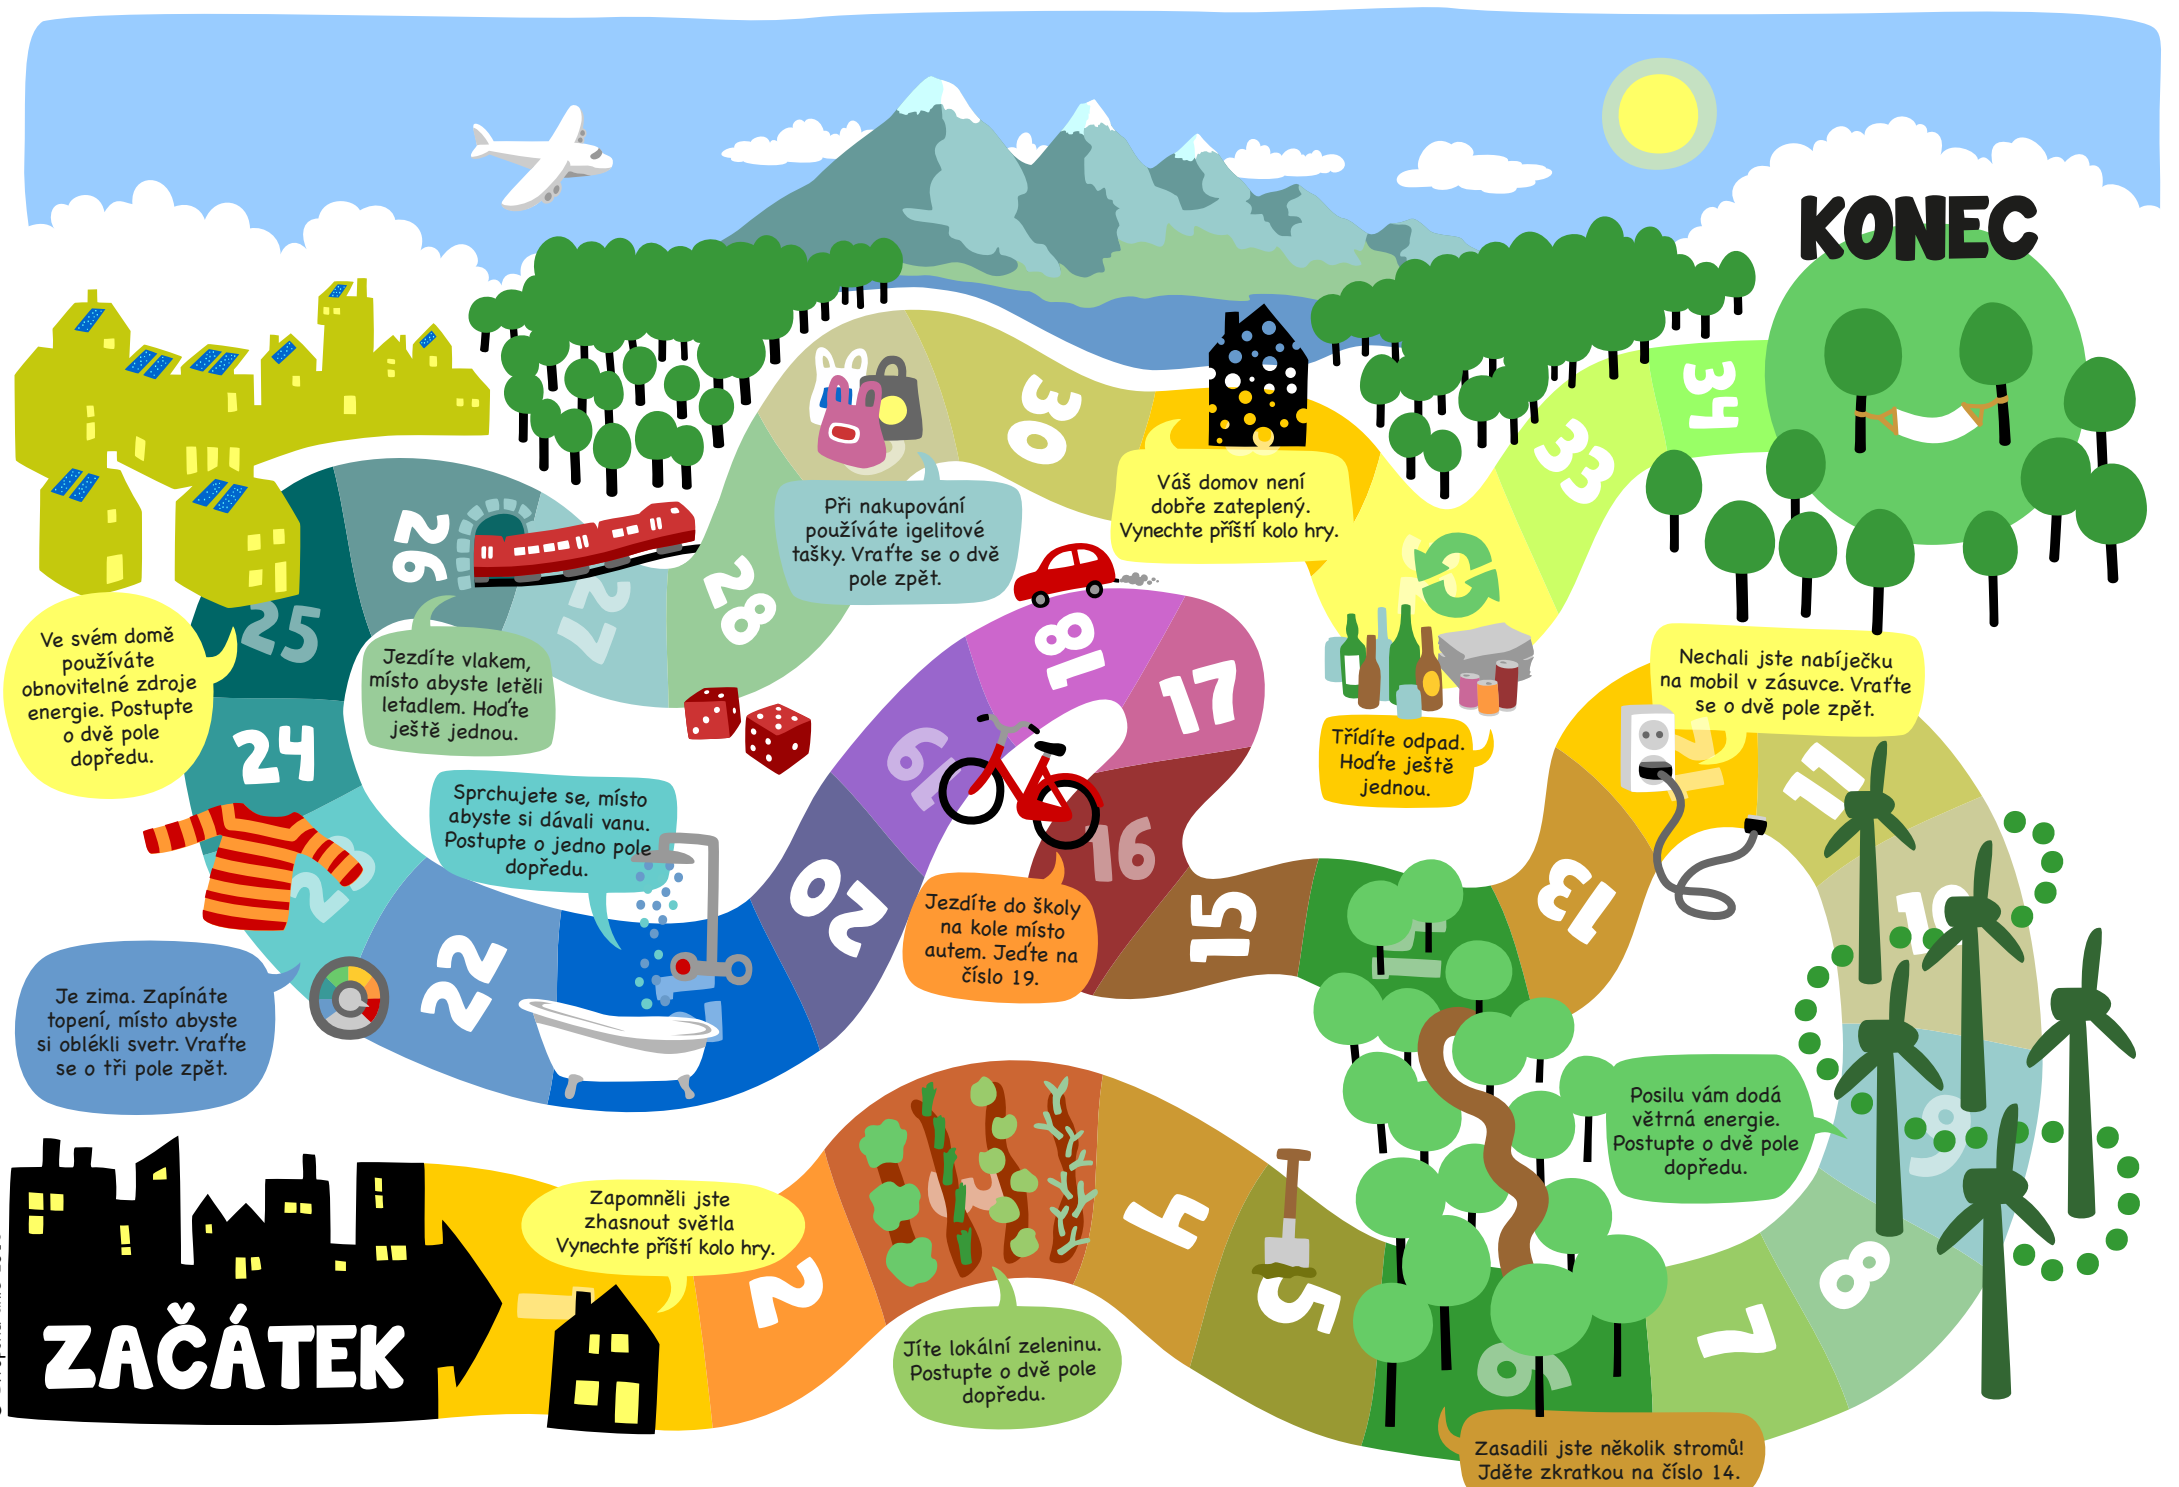 KONEC
34
33
30
28
27
26
25
24
23
22
20
19
18
17
16
15
13
12
11
10
9
8
7
6
5
4
3
2
Váš domov není
dobře zateplený.
Vynechte příští kolo hry.
Při nakupování
používáte igelitové
tašky. Vraťte se o dvě
pole zpět.
Ve svém domě
používáte
obnovitelné zdroje
energie. Postupte
o dvě pole
dopředu.
Jezdíte vlakem,
místo abyste letěli
letadlem. Hoďte
ještě jednou.
Nechali jste nabíječku
na mobil v zásuvce. Vraťte
se o dvě pole zpět.
Třídíte odpad.
Hoďte ještě
jednou.
Sprchujete se, místo
abyste si dávali vanu.
Postupte o jedno pole
dopředu.
Jezdíte do školy
na kole místo
autem. Jeďte na
číslo 19.
Je zima. Zapínáte
topení, místo abyste
si oblékli svetr. Vraťte
se o tři pole zpět.
Posilu vám dodá
větrná energie.
Postupte o dvě pole
dopředu.
Zapomněli jste
zhasnout světla
Vynechte příští kolo hry.
ZAČÁTEK
Jíte lokální zeleninu.
Postupte o dvě pole
dopředu.
Zasadili jste několik stromů!
Jděte zkratkou na číslo 14.